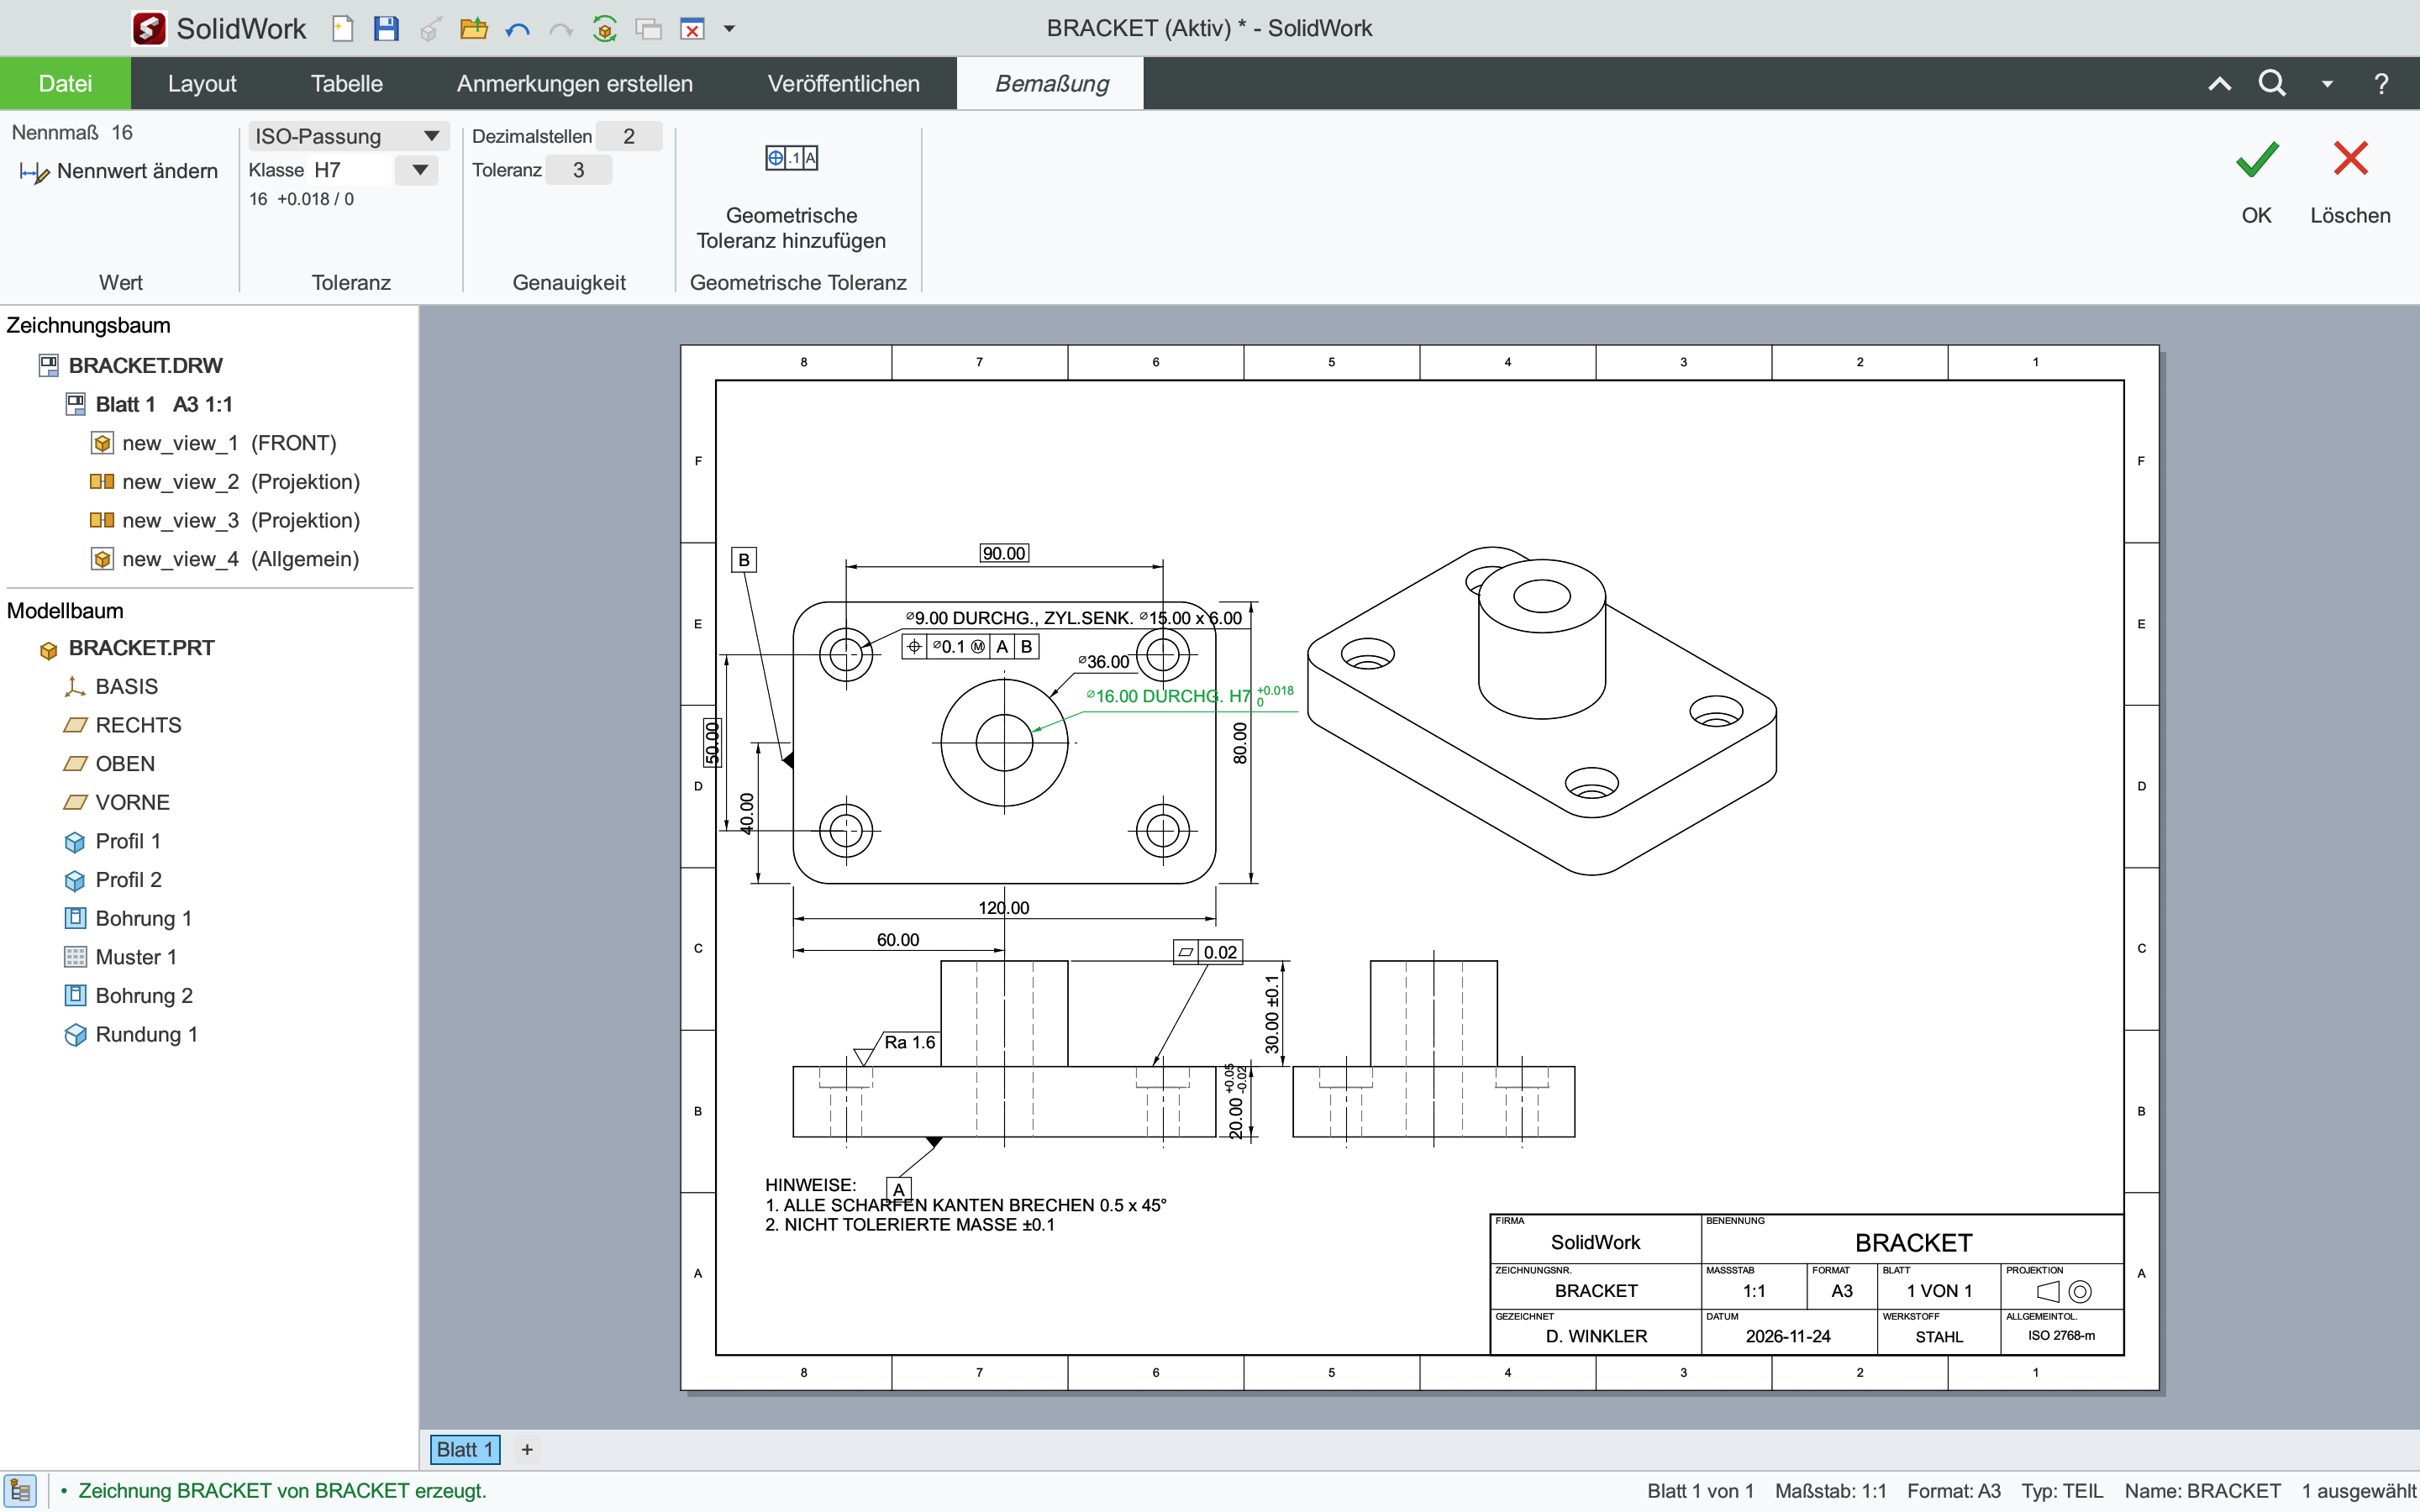 SolidWork
BRACKET (Aktiv) * - SolidWork
Datei Layout Tabelle Anmerkungen erstellen Veröffentlichen Bemaßung ?
Nennmaß 16
Nennwert ändern
Wert
ISO-Passung
Klasse H7
16 +0.018 / 0
Toleranz
Dezimalstellen 2
Toleranz 3
Genauigkeit
.1 A
Geometrische
Toleranz hinzufügen
Geometrische Toleranz
OK
Löschen
Zeichnungsbaum
BRACKET.DRW
Blatt 1 A3 1:1
new_view_1 (FRONT)
new_view_2 (Projektion)
new_view_3 (Projektion)
new_view_4 (Allgemein)
Modellbaum
BRACKET.PRT
BASIS
RECHTS
OBEN
VORNE
Profil 1
Profil 2
Bohrung 1
Muster 1
Bohrung 2
Rundung 1
8 7 6 5 4 3 2 1
F F
E E
D D
C C
B B
A A
B
90.00
⌀9.00 DURCHG., ZYL.SENK. ⌀15.00 x 6.00
⌀0.1 Ⓜ A B
⌀36.00
⌀16.00 DURCHG. H7 +0.018 0
50.00
40.00
80.00
120.00
60.00
0.02
30.00 ±0.1
Ra 1.6
20.00 +0.05 -0.02
A
HINWEISE:
1. ALLE SCHARFEN KANTEN BRECHEN 0.5 x 45°
2. NICHT TOLERIERTE MASSE ±0.1
FIRMA
SolidWork
BENENNUNG
BRACKET
ZEICHNUNGSNR.
BRACKET
MASSSTAB
1:1
FORMAT
A3
BLATT
1 VON 1
PROJEKTION
GEZEICHNET
D. WINKLER
DATUM
2026-11-24
WERKSTOFF
STAHL
ALLGEMEINTOL.
ISO 2768-m
8 7 6 5 4 3 2 1
Blatt 1 +
• Zeichnung BRACKET von BRACKET erzeugt.
Blatt 1 von 1 Maßstab: 1:1 Format: A3 Typ: TEIL Name: BRACKET 1 ausgewählt